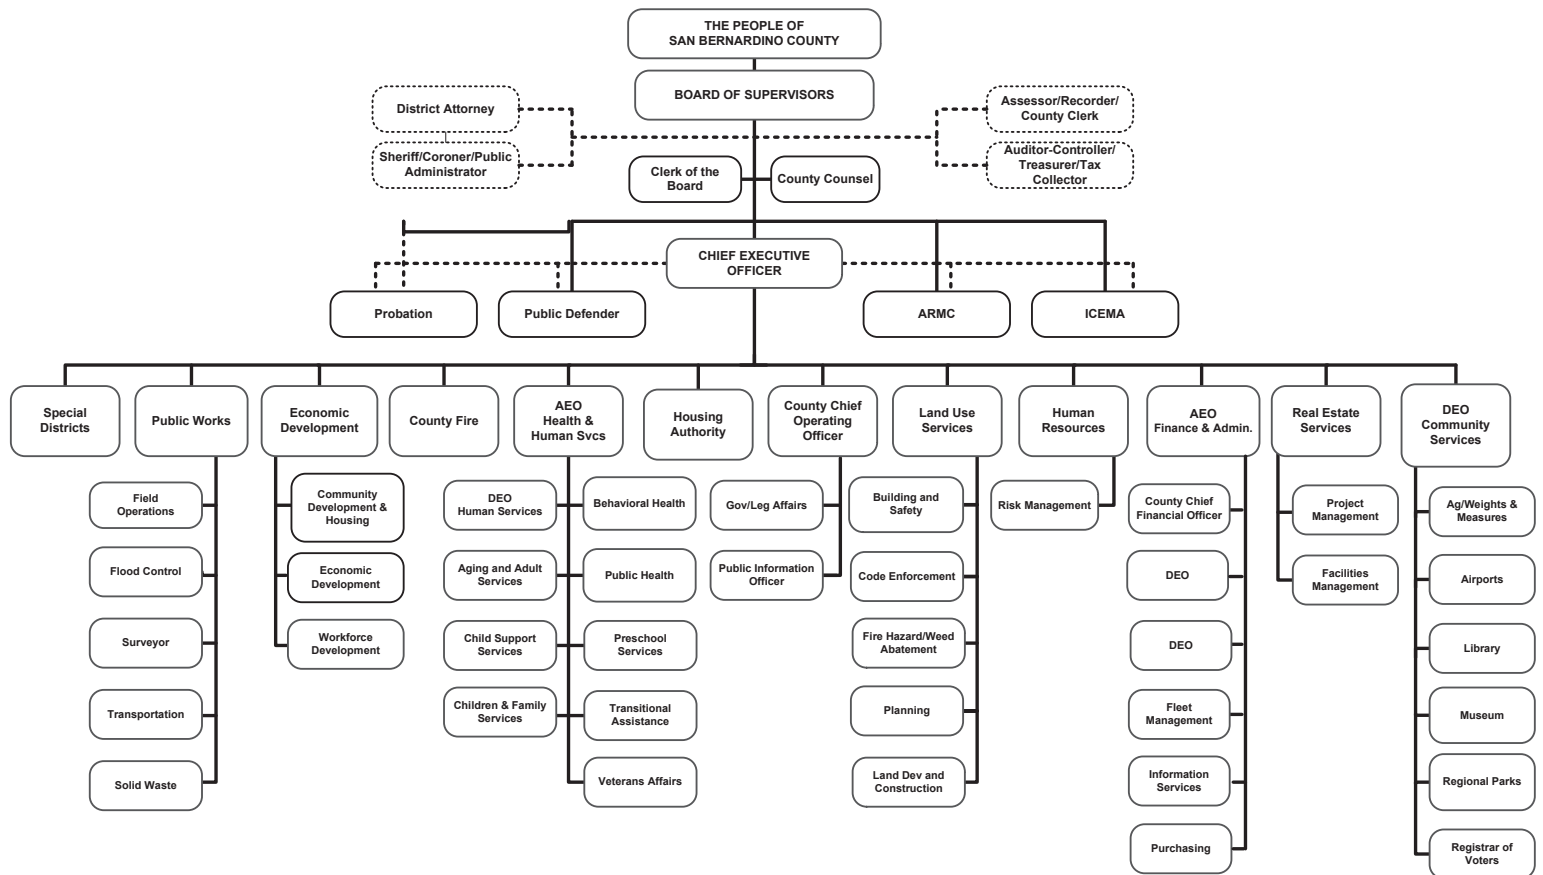 THE PEOPLE OF
SAN BERNARDINO COUNTY
BOARD OF SUPERVISORS
District Attorney
Sheriff/Coroner/Public
Administrator
Assessor/Recorder/
County Clerk
Auditor-Controller/
Treasurer/Tax
Collector
Clerk of the
Board
County Counsel
CHIEF EXECUTIVE
OFFICER
Probation
Public Defender
ARMC
ICEMA
Special
Districts
Public Works
Economic
Development
County Fire
AEO
Health &
Human Svcs
Housing
Authority
County Chief
Operating
Officer
Land Use
Services
Human
Resources
AEO
Finance & Admin.
Real Estate
Services
DEO
Community
Services
Field
Operations
Flood Control
Surveyor
Transportation
Solid Waste
Community
Development &
Housing
Economic
Development
Workforce
Development
DEO
Human Services
Aging and Adult
Services
Child Support
Services
Children & Family
Services
Behavioral Health
Public Health
Preschool
Services
Transitional
Assistance
Veterans Affairs
Gov/Leg Affairs
Public Information
Officer
Building and
Safety
Code Enforcement
Fire Hazard/Weed
Abatement
Planning
Land Dev and
Construction
Risk Management
County Chief
Financial Officer
DEO
DEO
Fleet
Management
Information
Services
Purchasing
Project
Management
Facilities
Management
Ag/Weights &
Measures
Airports
Library
Museum
Regional Parks
Registrar of
Voters